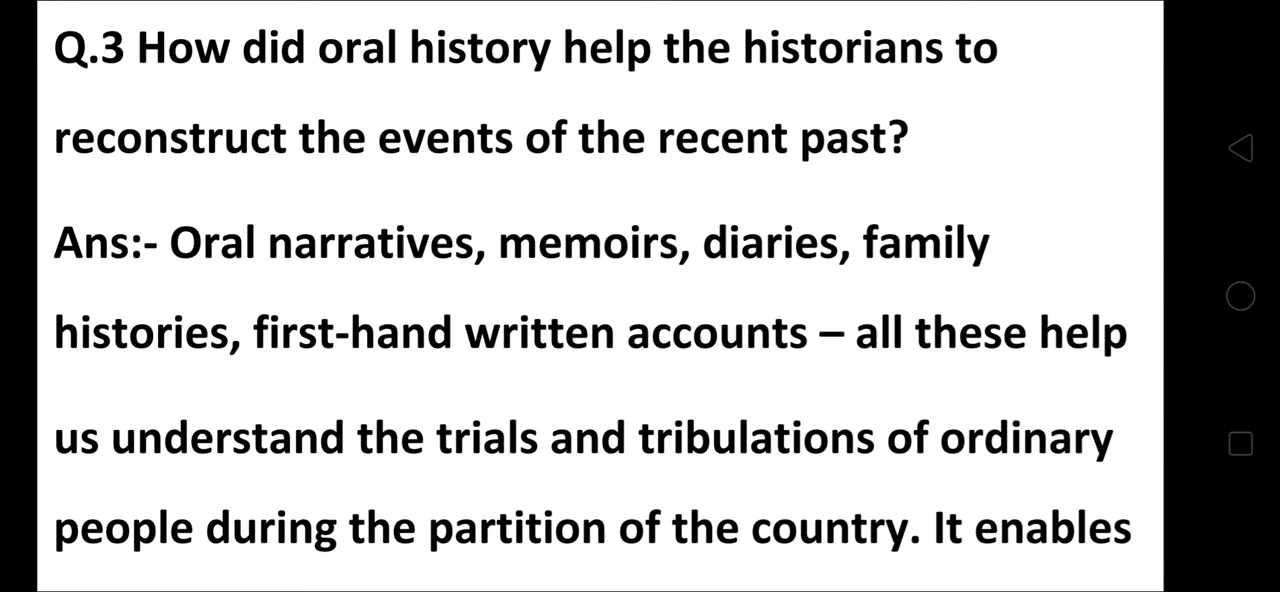 Q.3 How did oral history help the historians to
reconstruct the events of the recent past?
Ans:- Oral narratives, memoirs, diaries, family
histories, first-hand written accounts – all these help
us understand the trials and tribulations of ordinary
people during the partition of the country. It enables